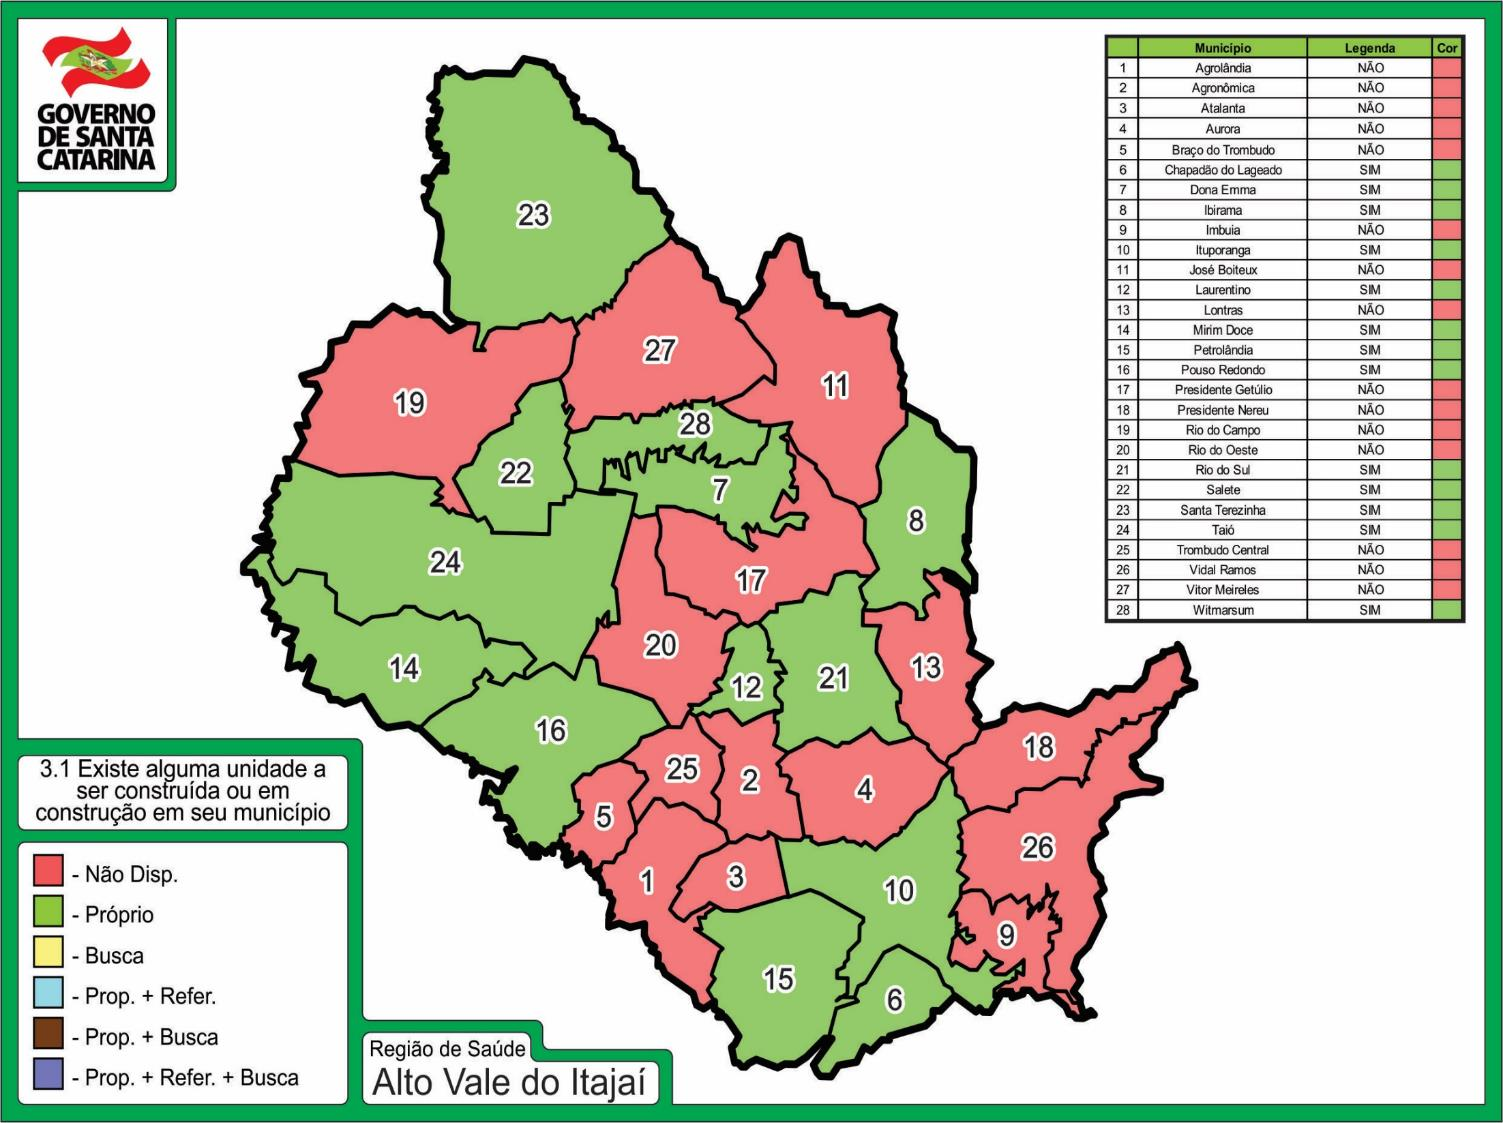 GOVERNO
DE SANTA
CATARINA
Município Legenda Cor
1 Agrolândia NÃO
2 Agronômica NÃO
3 Atalanta NÃO
4 Aurora NÃO
5 Braço do Trombudo NÃO
6 Chapadão do Lageado SIM
7 Dona Emma SIM
8 Ibirama SIM
9 Imbuia NÃO
10 Ituporanga SIM
11 José Boiteux NÃO
12 Laurentino SIM
13 Lontras NÃO
14 Mirim Doce SIM
15 Petrolândia SIM
16 Pouso Redondo SIM
17 Presidente Getúlio NÃO
18 Presidente Nereu NÃO
19 Rio do Campo NÃO
20 Rio do Oeste NÃO
21 Rio do Sul SIM
22 Salete SIM
23 Santa Terezinha SIM
24 Taió SIM
25 Trombudo Central NÃO
26 Vidal Ramos NÃO
27 Vitor Meireles NÃO
28 Witmarsum SIM
23
27
11
19
28
22
7
8
24
17
20
14
12
21
13
16
18
25
2
4
5
26
1
3
10
9
15
6
3.1 Existe alguma unidade a
ser construída ou em
construção em seu município
- Não Disp.
- Próprio
- Busca
- Prop. + Refer.
- Prop. + Busca
- Prop. + Refer. + Busca
Região de Saúde
Alto Vale do Itajaí